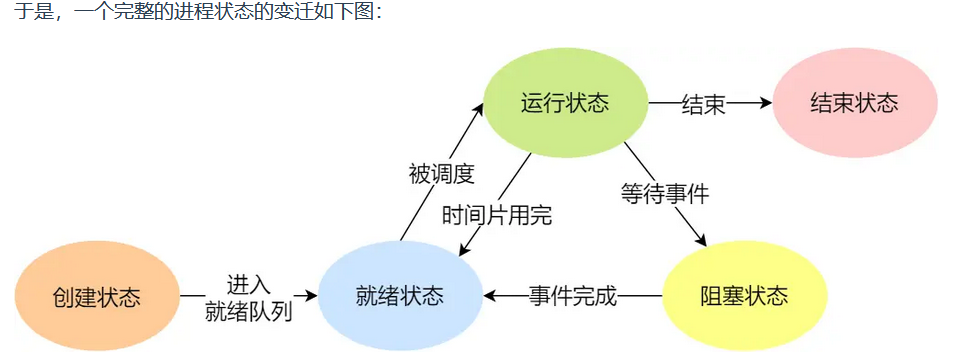 于是，一个完整的进程状态的变迁如下图：
运行状态
结束
结束状态
被调度
时间片用完
等待事件
创建状态
进入
就绪队列
就绪状态
事件完成
阻塞状态